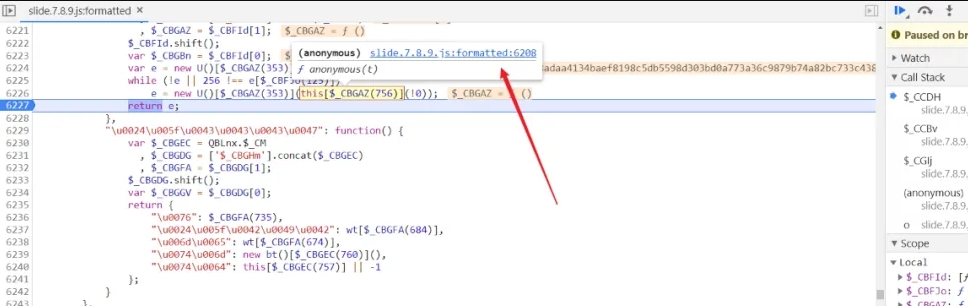 slide.7.8.9.js:formatted ×
6221 , $_CBGAZ = $_CBFId[1]; $_CBGAZ = ƒ ()
6222 $_CBFId.shift();
6223 var $_CBGBn = $_CBFId[0];
6224 var e = new U()[$_CBGAZ(353)] adaa4134baef8198c5db5598d303bd0a773a36c9879b74a82bc733c438
6225 while (!e || 256 !== e[$_CBFJo(125)])
6226 e = new U()[$_CBGAZ(353)](this[$_CBGAZ(756)](!0)); $_CBGAZ = ƒ ()
6227 return e;
6228 },
6229 "\u0024\u005f\u0043\u0043\u0043\u0047": function() {
6230 var $_CBGEC = QBLnx.$_CM
6231 , $_CBGDG = ['$_CBGHm'].concat($_CBGEC)
6232 , $_CBGFA = $_CBGDG[1];
6233 $_CBGDG.shift();
6234 var $_CBGGV = $_CBGDG[0];
6235 return {
6236 "\u0076": $_CBGFA(735),
6237 "\u0024\u005f\u0042\u0049\u0042": wt[$_CBGFA(684)],
6238 "\u006d\u0065": wt[$_CBGFA(674)],
6239 "\u0074\u006d": new bt()[$_CBGEC(760)](),
6240 "\u0074\u0064": this[$_CBGEC(757)] || -1
6241 };
6242 }
6243 },
(anonymous) slide.7.8.9.js:formatted:6208
ƒ anonymous(t)
Paused on br
Watch
Call Stack
$_CCDH
slide.7.8.9.js
$_CCBv
slide.7.8.9.js
$_CGIj
slide.7.8.9.js
(anonymous)
slide.7.8.9.js
o slide.7.8.9.js
Scope
Local
$_CBFId: [ƒ
$_CBFJo: ƒ
$_CBGAZ: ƒ